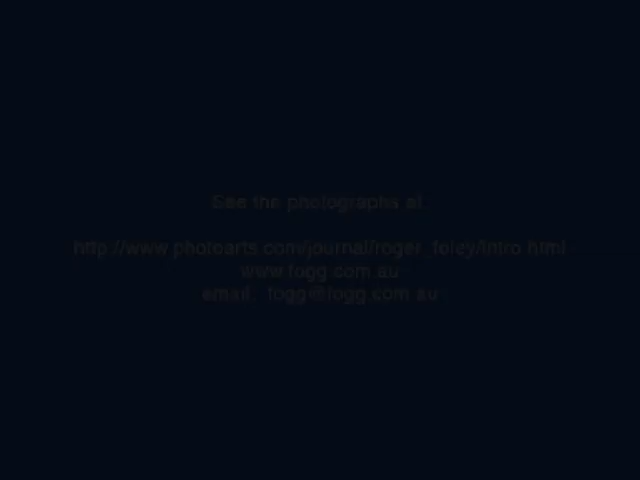 See the photographs at
http://www.photoarts.com/journal/roger_foley/intro.html
www.fogg.com.au
email: fogg@fogg.com.au